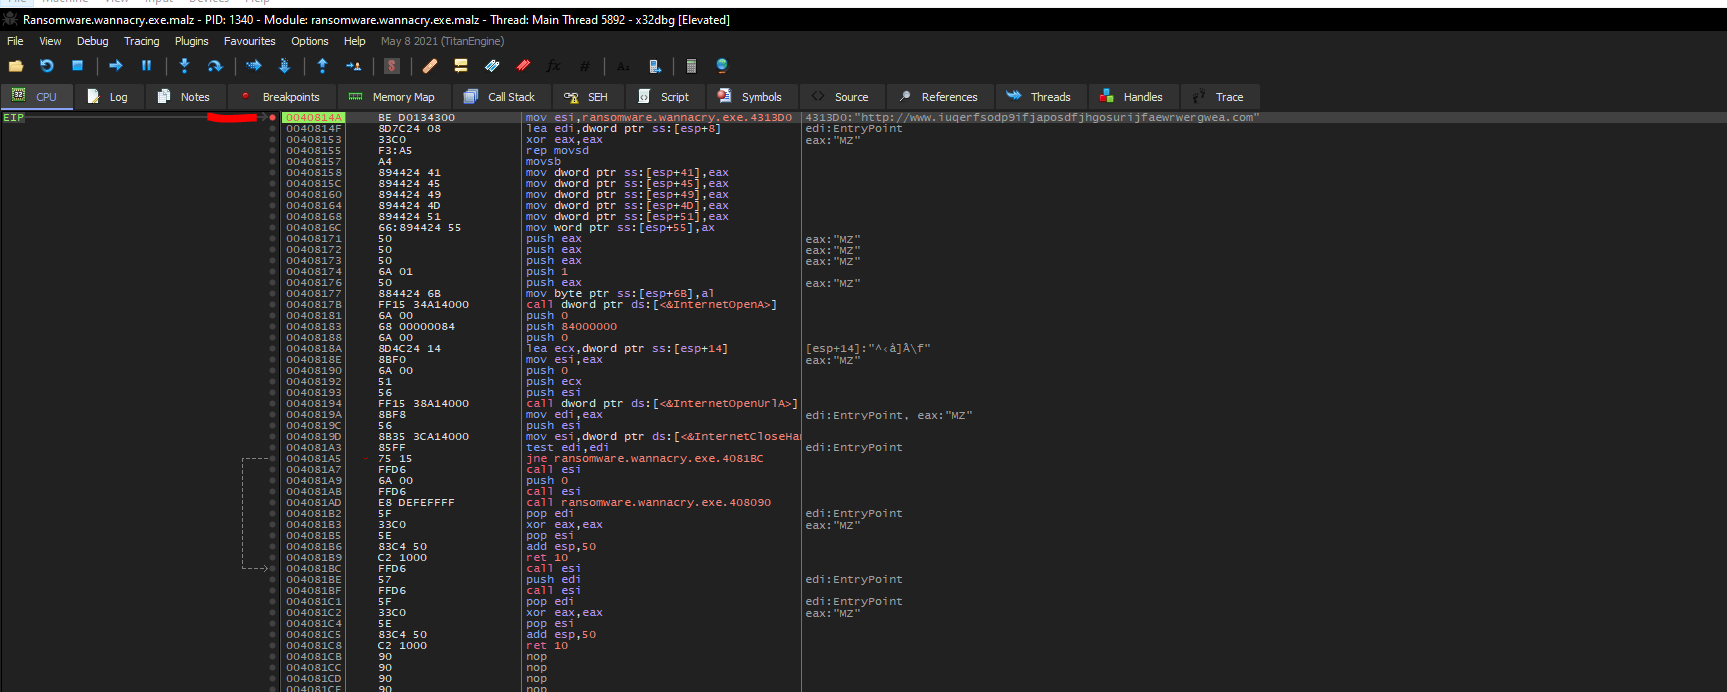 File Machine View Input Devices Help
Ransomware.wannacry.exe.malz - PID: 1340 - Module: ransomware.wannacry.exe.malz - Thread: Main Thread 5892 - x32dbg [Elevated]
File View Debug Tracing Plugins Favourites Options Help May 8 2021 (TitanEngine)
CPU Log Notes Breakpoints Memory Map Call Stack SEH Script Symbols Source References Threads Handles Trace
EIP 0040814A BE D0134300 mov esi,ransomware.wannacry.exe.4313D0 4313D0:"http://www.iuqerfsodp9ifjaposdfjhgosurijfaewrwergwea.com"
0040814F 8D7C24 08 lea edi,dword ptr ss:[esp+8] edi:EntryPoint
00408153 33C0 xor eax,eax eax:"MZ"
00408155 F3:A5 rep movsd
00408157 A4 movsb
00408158 894424 41 mov dword ptr ss:[esp+41],eax
0040815C 894424 45 mov dword ptr ss:[esp+45],eax
00408160 894424 49 mov dword ptr ss:[esp+49],eax
00408164 894424 4D mov dword ptr ss:[esp+4D],eax
00408168 894424 51 mov dword ptr ss:[esp+51],eax
0040816C 66:894424 55 mov word ptr ss:[esp+55],ax
00408171 50 push eax eax:"MZ"
00408172 50 push eax eax:"MZ"
00408173 50 push eax eax:"MZ"
00408174 6A 01 push 1
00408176 50 push eax eax:"MZ"
00408177 884424 6B mov byte ptr ss:[esp+6B],al
0040817B FF15 34A14000 call dword ptr ds:[<&InternetOpenA>]
00408181 6A 00 push 0
00408183 68 00000084 push 84000000
00408188 6A 00 push 0
0040818A 8D4C24 14 lea ecx,dword ptr ss:[esp+14] [esp+14]:"^‹å]Â\f"
0040818E 8BF0 mov esi,eax eax:"MZ"
00408190 6A 00 push 0
00408192 51 push ecx
00408193 56 push esi
00408194 FF15 38A14000 call dword ptr ds:[<&InternetOpenUrlA>]
0040819A 8BF8 mov edi,eax edi:EntryPoint, eax:"MZ"
0040819C 56 push esi
0040819D 8B35 3CA14000 mov esi,dword ptr ds:[<&InternetCloseHa
004081A3 85FF test edi,edi edi:EntryPoint
004081A5 75 15 jne ransomware.wannacry.exe.4081BC
004081A7 FFD6 call esi
004081A9 6A 00 push 0
004081AB FFD6 call esi
004081AD E8 DEFEFFFF call ransomware.wannacry.exe.408090
004081B2 5F pop edi edi:EntryPoint
004081B3 33C0 xor eax,eax eax:"MZ"
004081B5 5E pop esi
004081B6 83C4 50 add esp,50
004081B9 C2 1000 ret 10
004081BC FFD6 call esi
004081BE 57 push edi edi:EntryPoint
004081BF FFD6 call esi
004081C1 5F pop edi edi:EntryPoint
004081C2 33C0 xor eax,eax eax:"MZ"
004081C4 5E pop esi
004081C5 83C4 50 add esp,50
004081C8 C2 1000 ret 10
004081CB 90 nop
004081CC 90 nop
004081CD 90 nop
004081CE 90 nop